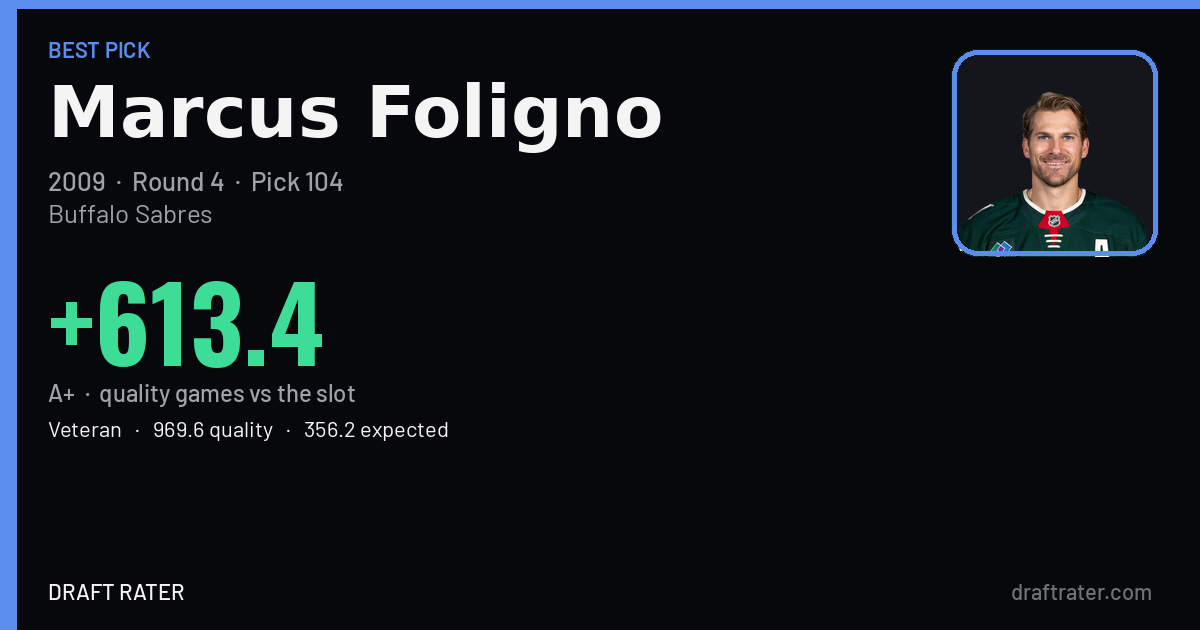 BEST PICK
Marcus Foligno
2009 · Round 4 · Pick 104
Buffalo Sabres
+613.4
A+ · quality games vs the slot
Veteran · 969.6 quality · 356.2 expected
DRAFT RATER
draftrater.com